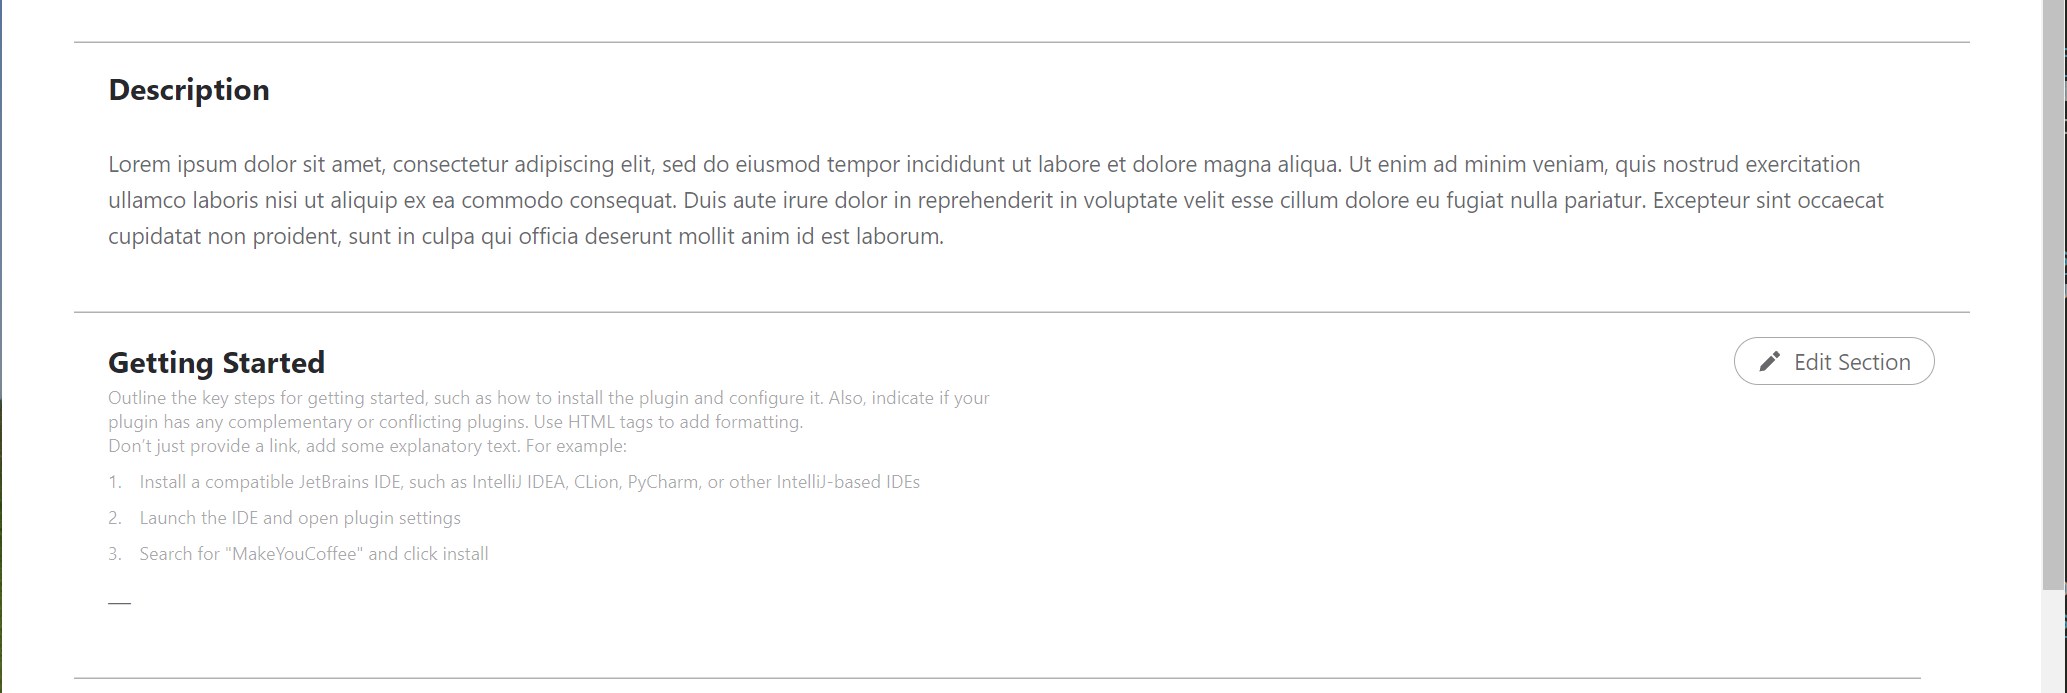 Description
Lorem ipsum dolor sit amet, consectetur adipiscing elit, sed do eiusmod tempor incididunt ut labore et dolore magna aliqua. Ut enim ad minim veniam, quis nostrud exercitation
ullamco laboris nisi ut aliquip ex ea commodo consequat. Duis aute irure dolor in reprehenderit in voluptate velit esse cillum dolore eu fugiat nulla pariatur. Excepteur sint occaecat
cupidatat non proident, sunt in culpa qui officia deserunt mollit anim id est laborum.
Getting Started
Edit Section
Outline the key steps for getting started, such as how to install the plugin and configure it. Also, indicate if your
plugin has any complementary or conflicting plugins. Use HTML tags to add formatting.
Don't just provide a link, add some explanatory text. For example:
1. Install a compatible JetBrains IDE, such as IntelliJ IDEA, CLion, PyCharm, or other IntelliJ-based IDEs
2. Launch the IDE and open plugin settings
3. Search for "MakeYouCoffee" and click install
—